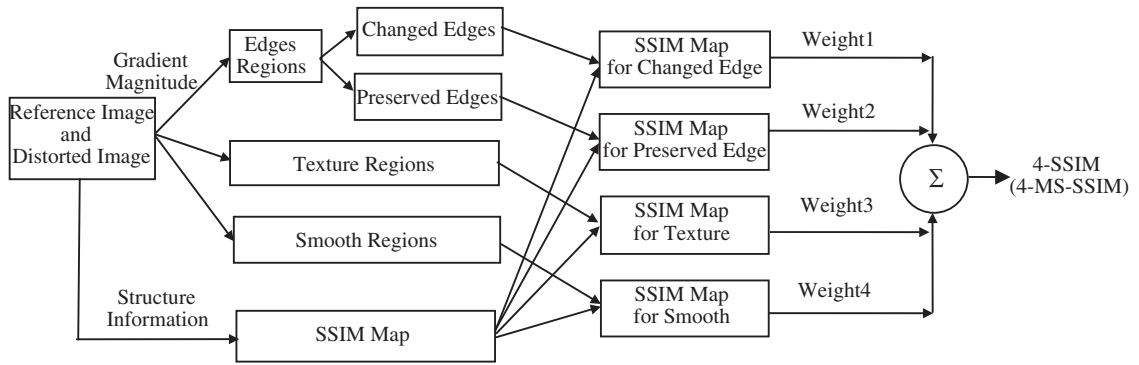 Changed Edges
Edges
Regions
Gradient
Magnitude
Preserved Edges
Reference Image
and
Distorted Image
Texture Regions
Smooth Regions
Structure
Information
SSIM Map
SSIM Map
for Changed Edge
SSIM Map
for Preserved Edge
SSIM Map
for Texture
SSIM Map
for Smooth
Weight1
Weight2
Weight3
Weight4
Σ
4-SSIM
(4-MS-SSIM)